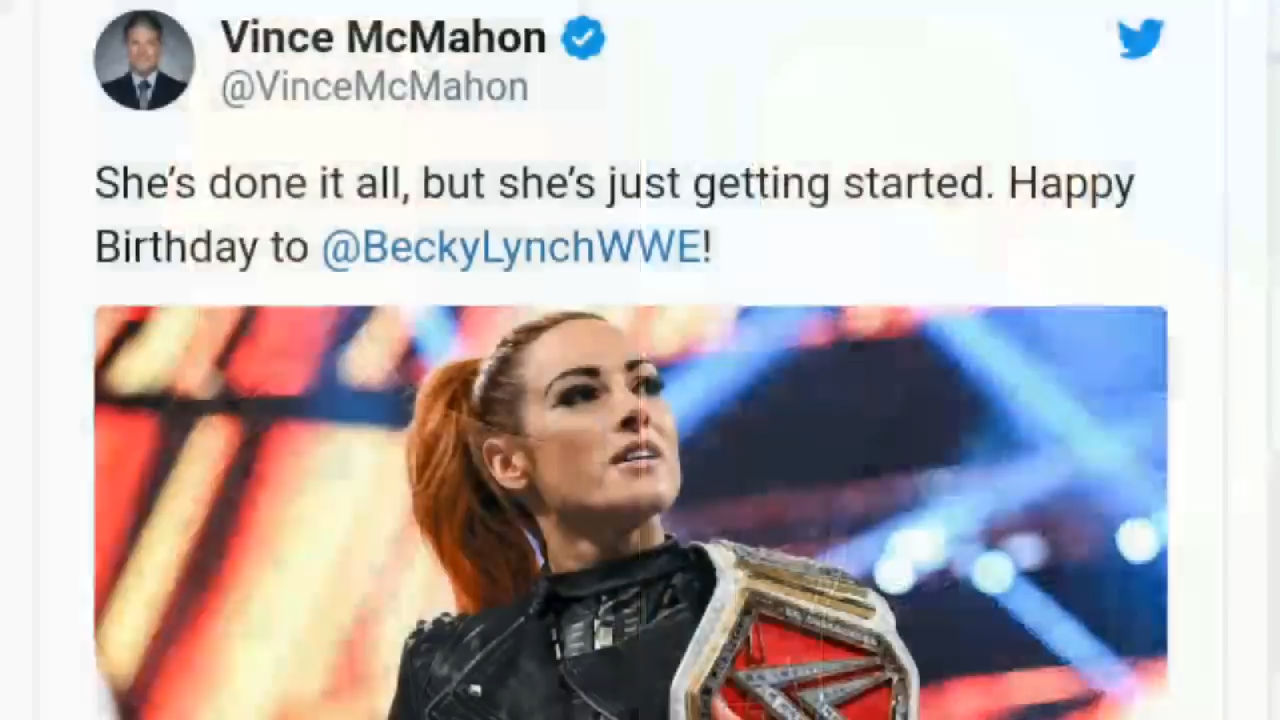 Vince McMahon
@VinceMcMahon
She's done it all, but she's just getting started. Happy
Birthday to @BeckyLynchWWE!